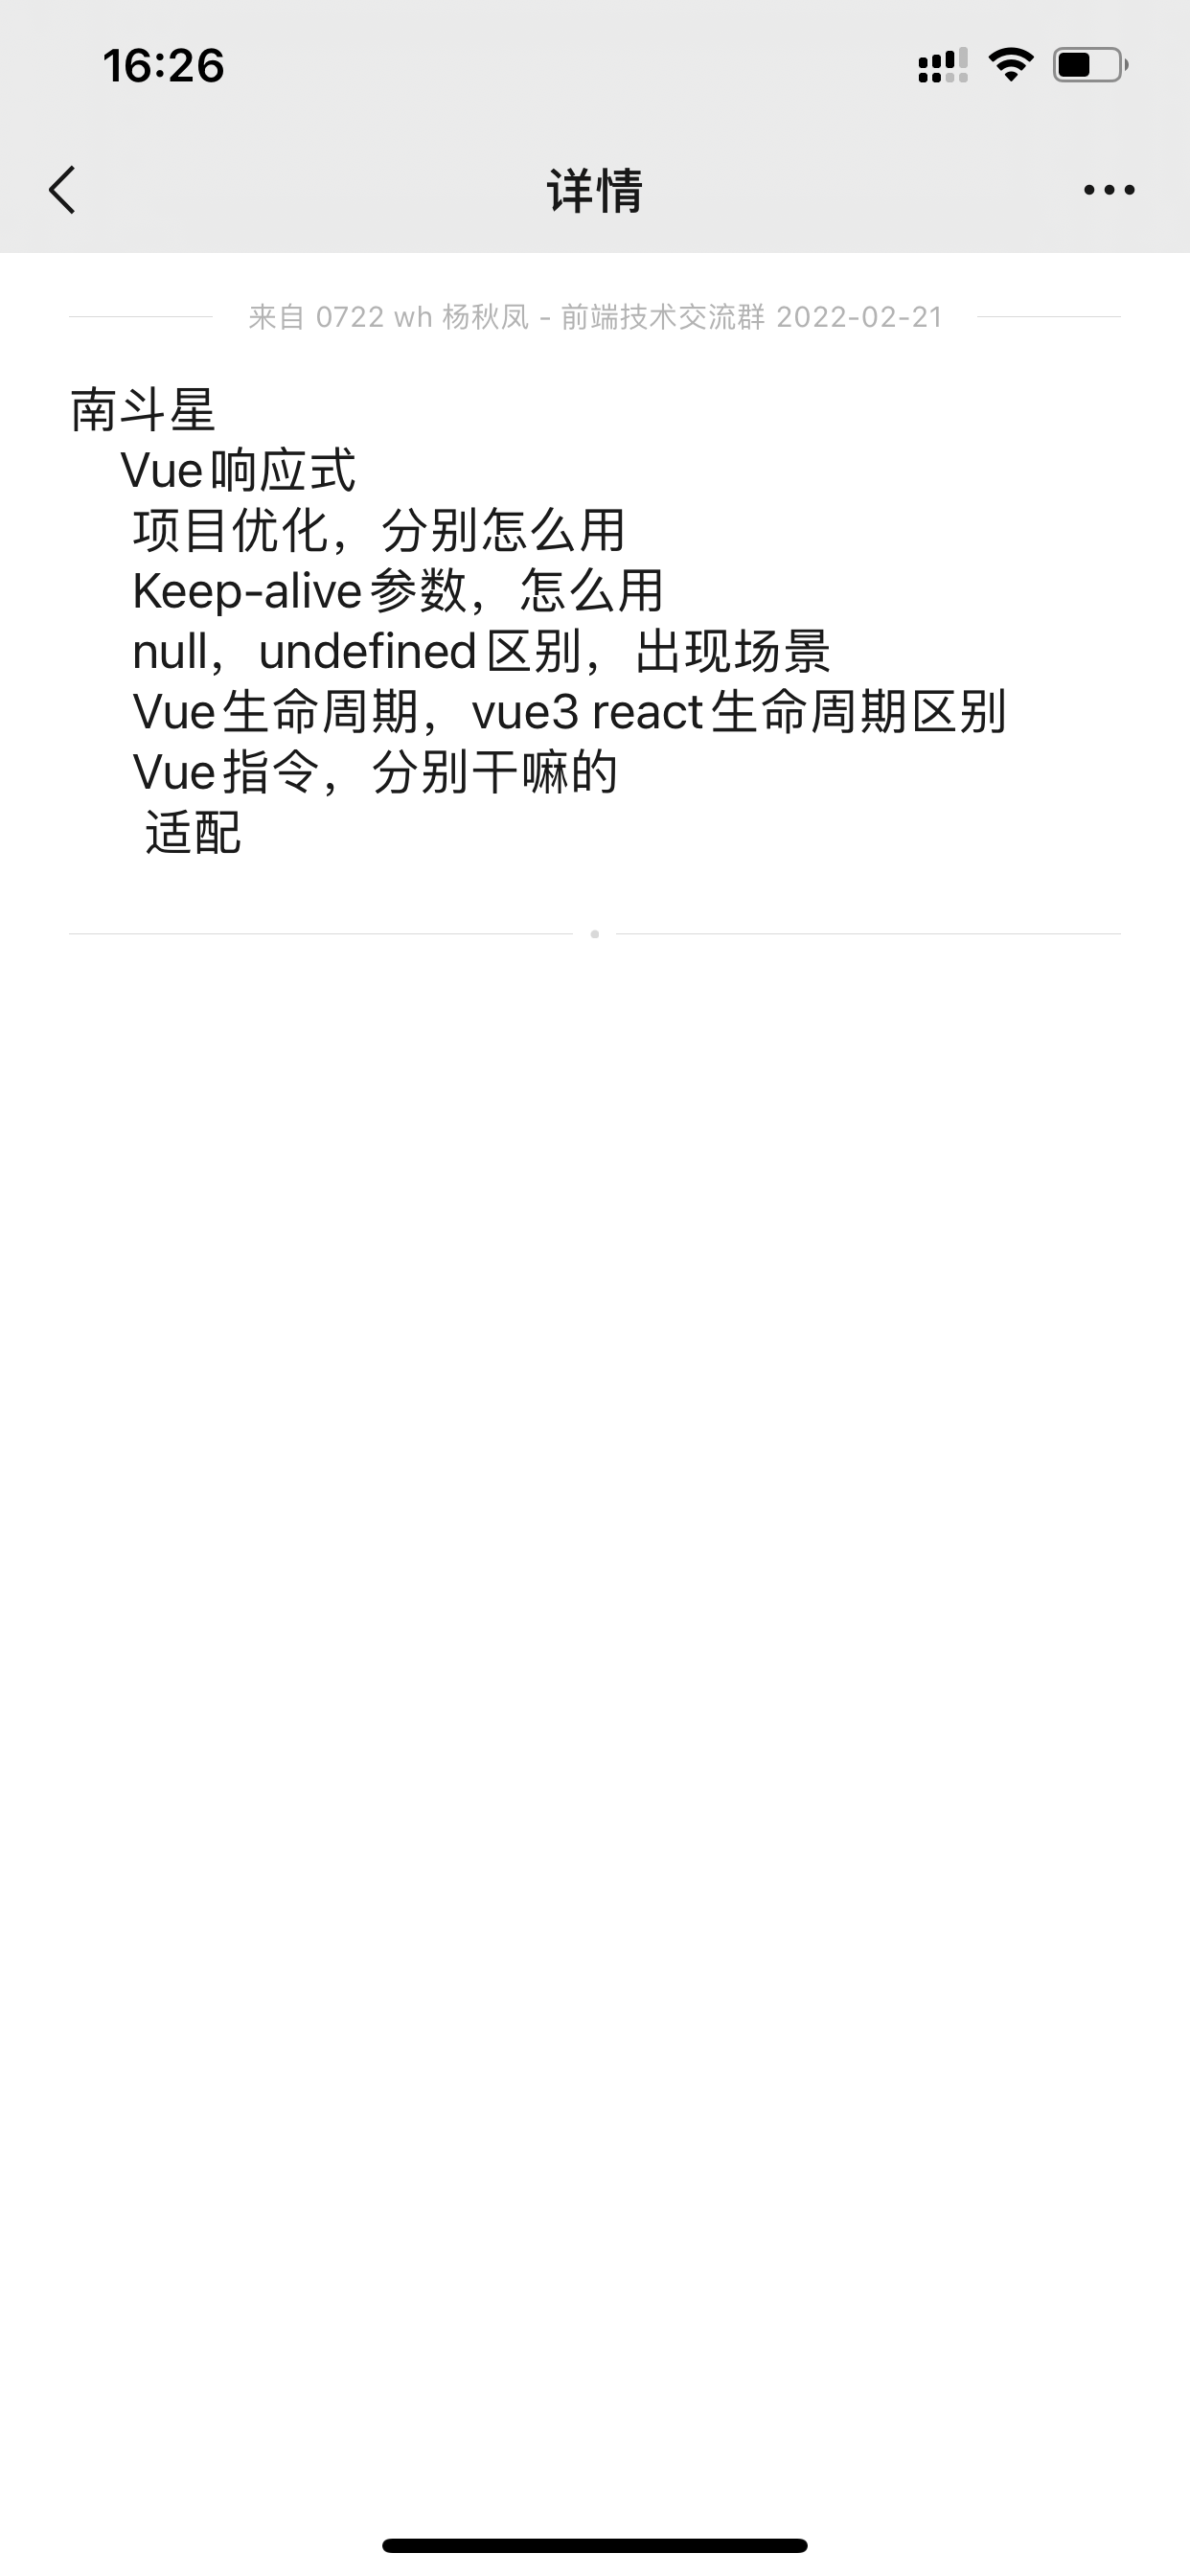 16:26
详情
来自 0722 wh 杨秋凤 - 前端技术交流群 2022-02-21
南斗星
Vue响应式
项目优化，分别怎么用
Keep-alive参数，怎么用
null，undefined区别，出现场景
Vue生命周期，vue3 react生命周期区别
Vue指令，分别干嘛的
适配